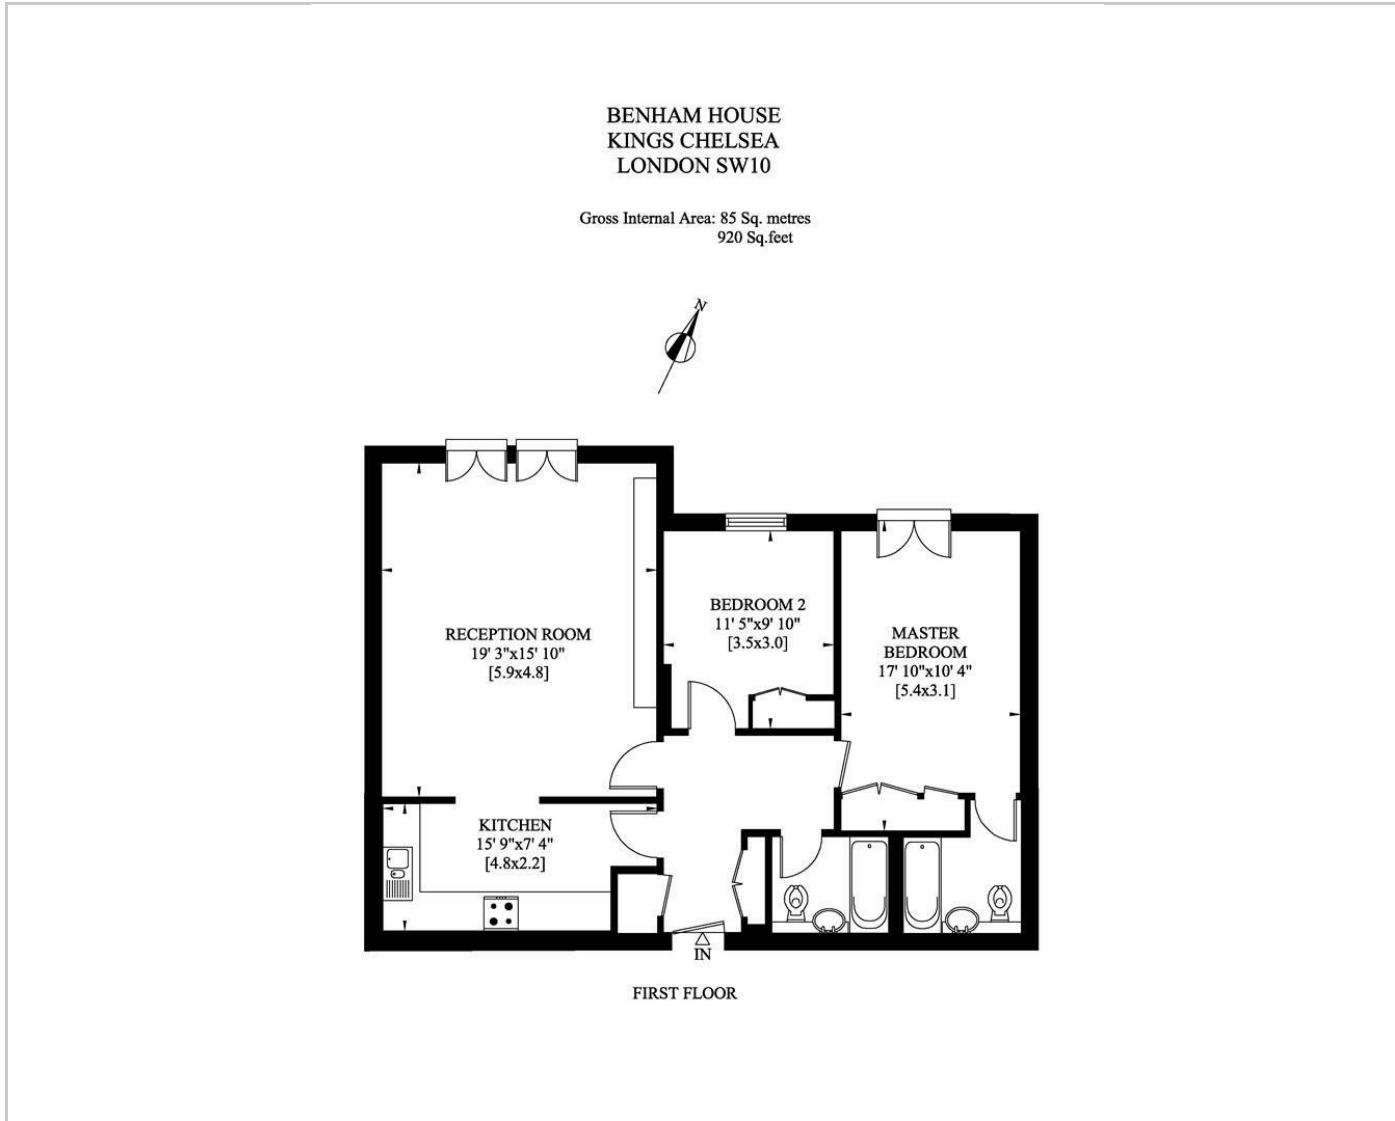 BENHAM HOUSE
KINGS CHELSEA
LONDON SW10
Gross Internal Area: 85 Sq. metres
920 Sq.feet
N
RECEPTION ROOM
19' 3"x15' 10"
[5.9x4.8]
BEDROOM 2
11' 5"x9' 10"
[3.5x3.0]
MASTER
BEDROOM
17' 10"x10' 4"
[5.4x3.1]
KITCHEN
15' 9"x7' 4"
[4.8x2.2]
IN
FIRST FLOOR